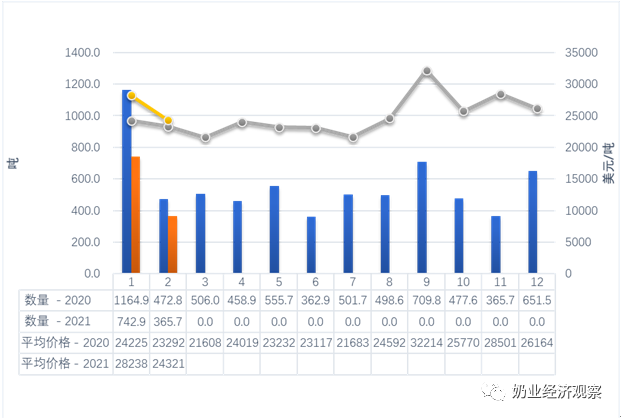 1400.0 35000
1200.0 30000
1000.0 25000
800.0 20000
600.0 15000
400.0 10000
200.0 5000
0.0 0
吨
美元/吨
1 2 3 4 5 6 7 8 9 10 11 12
数量 - 2020 1164.9 472.8 506.0 458.9 555.7 362.9 501.7 498.6 709.8 477.6 365.7 651.5
数量 - 2021 742.9 365.7 0.0 0.0 0.0 0.0 0.0 0.0 0.0 0.0 0.0 0.0
平均价格 - 2020 24225 23292 21608 24019 23232 23117 21683 24592 32214 25770 28501 26164
平均价格 - 2021 28238 24321
奶业经济观察